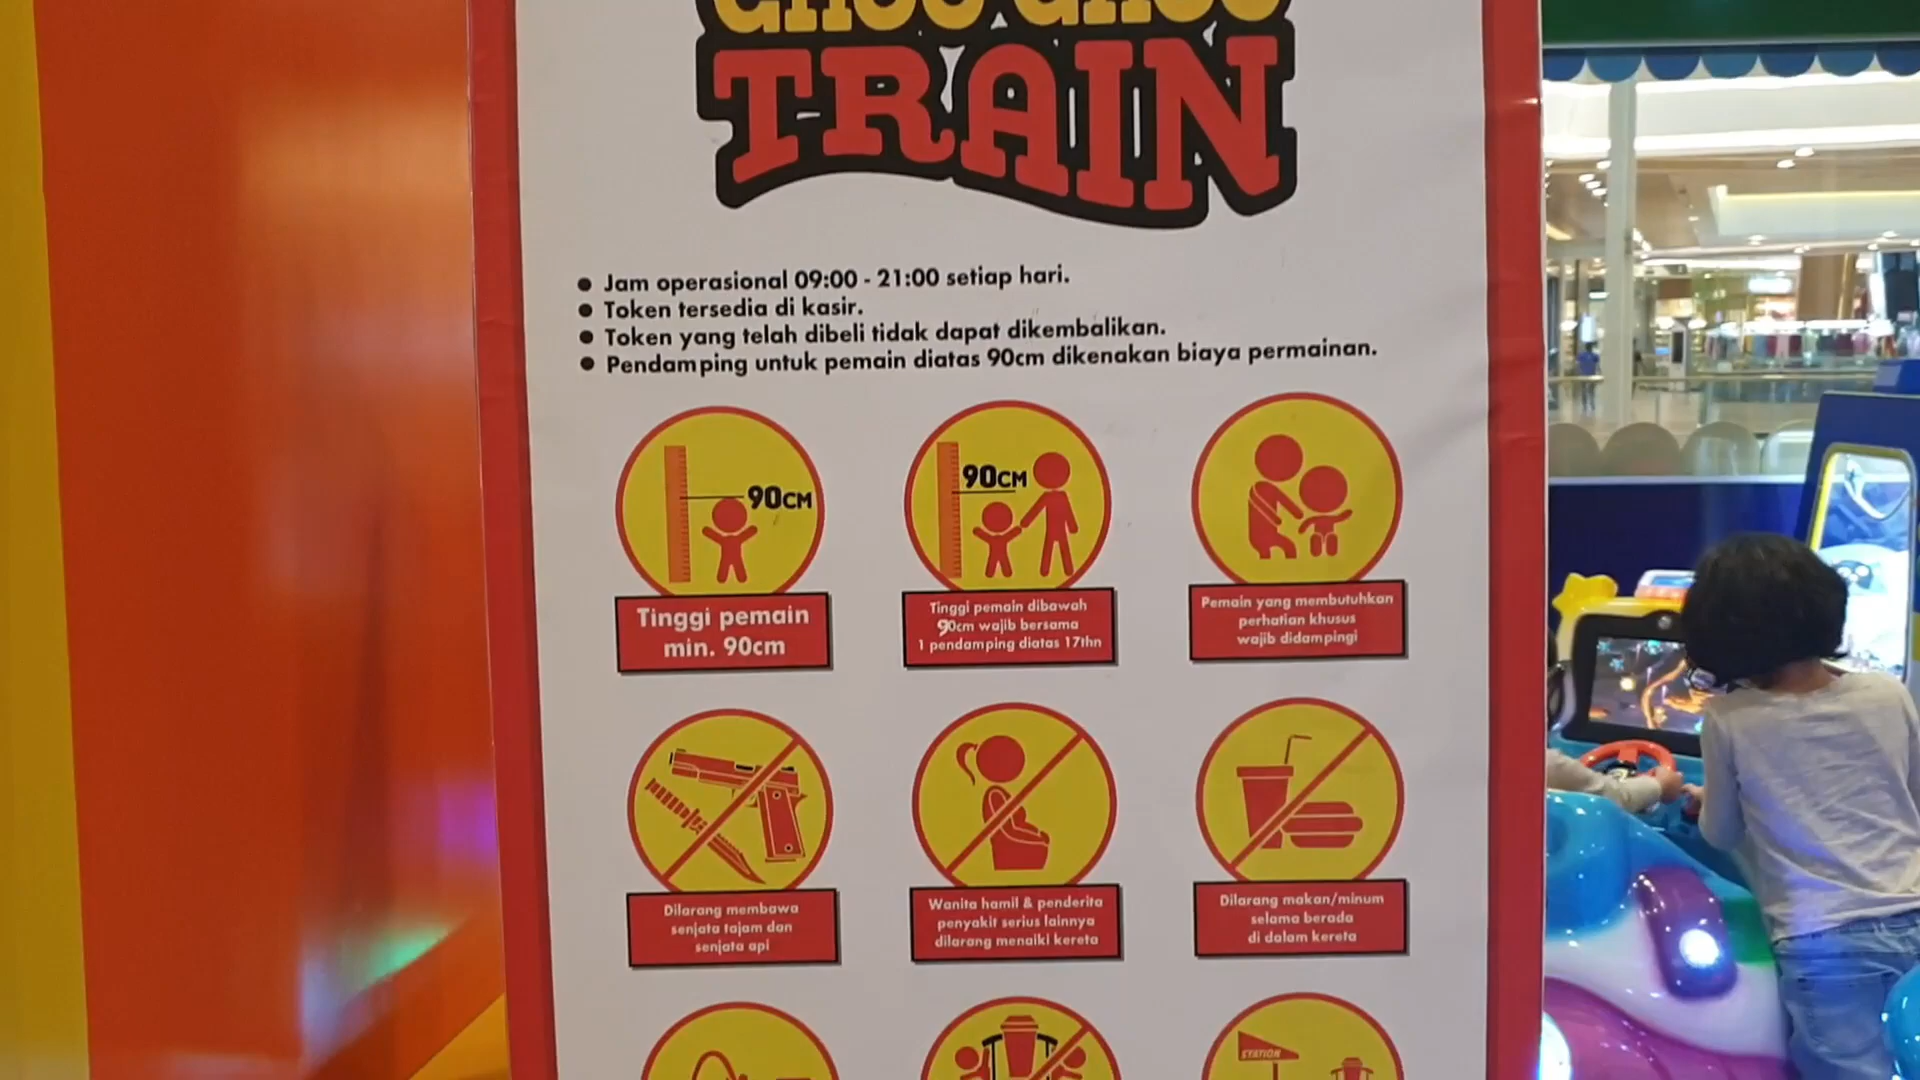 CHOO CHOO
TRAIN
Jam operasional 09:00 - 21:00 setiap hari.
Token tersedia di kasir.
Token yang telah dibeli tidak dapat dikembalikan.
Pendamping untuk pemain diatas 90cm dikenakan biaya permainan.
90CM
90CM
Tinggi pemain
min. 90cm
Tinggi pemain dibawah
90cm wajib bersama
1 pendamping diatas 17thn
Pemain yang membutuhkan
perhatian khusus
wajib didampingi
Dilarang membawa
senjata tajam dan
senjata api
Wanita hamil & penderita
penyakit serius lainnya
dilarang menaiki kereta
Dilarang makan/minum
selama berada
di dalam kereta
STATION